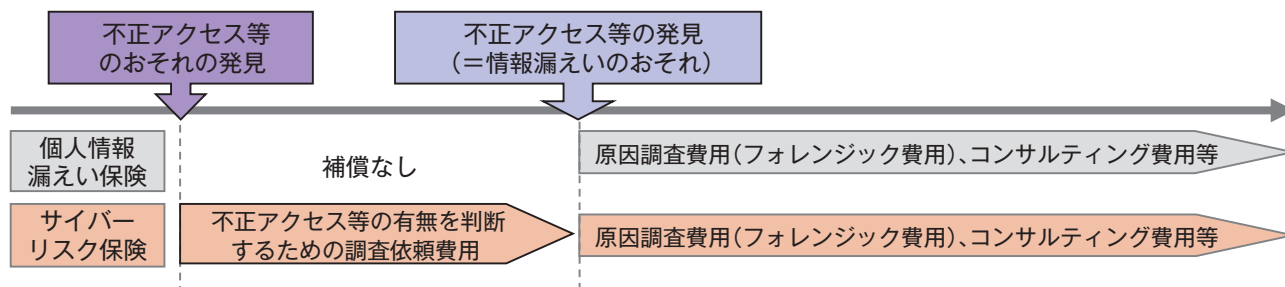 不正アクセス等
のおそれの発見
不正アクセス等の発見
（＝情報漏えいのおそれ）
個人情報
漏えい保険
補償なし
原因調査費用（フォレンジック費用）、コンサルティング費用等
サイバー
リスク保険
不正アクセス等の有無を判断
するための調査依頼費用
原因調査費用（フォレンジック費用）、コンサルティング費用等